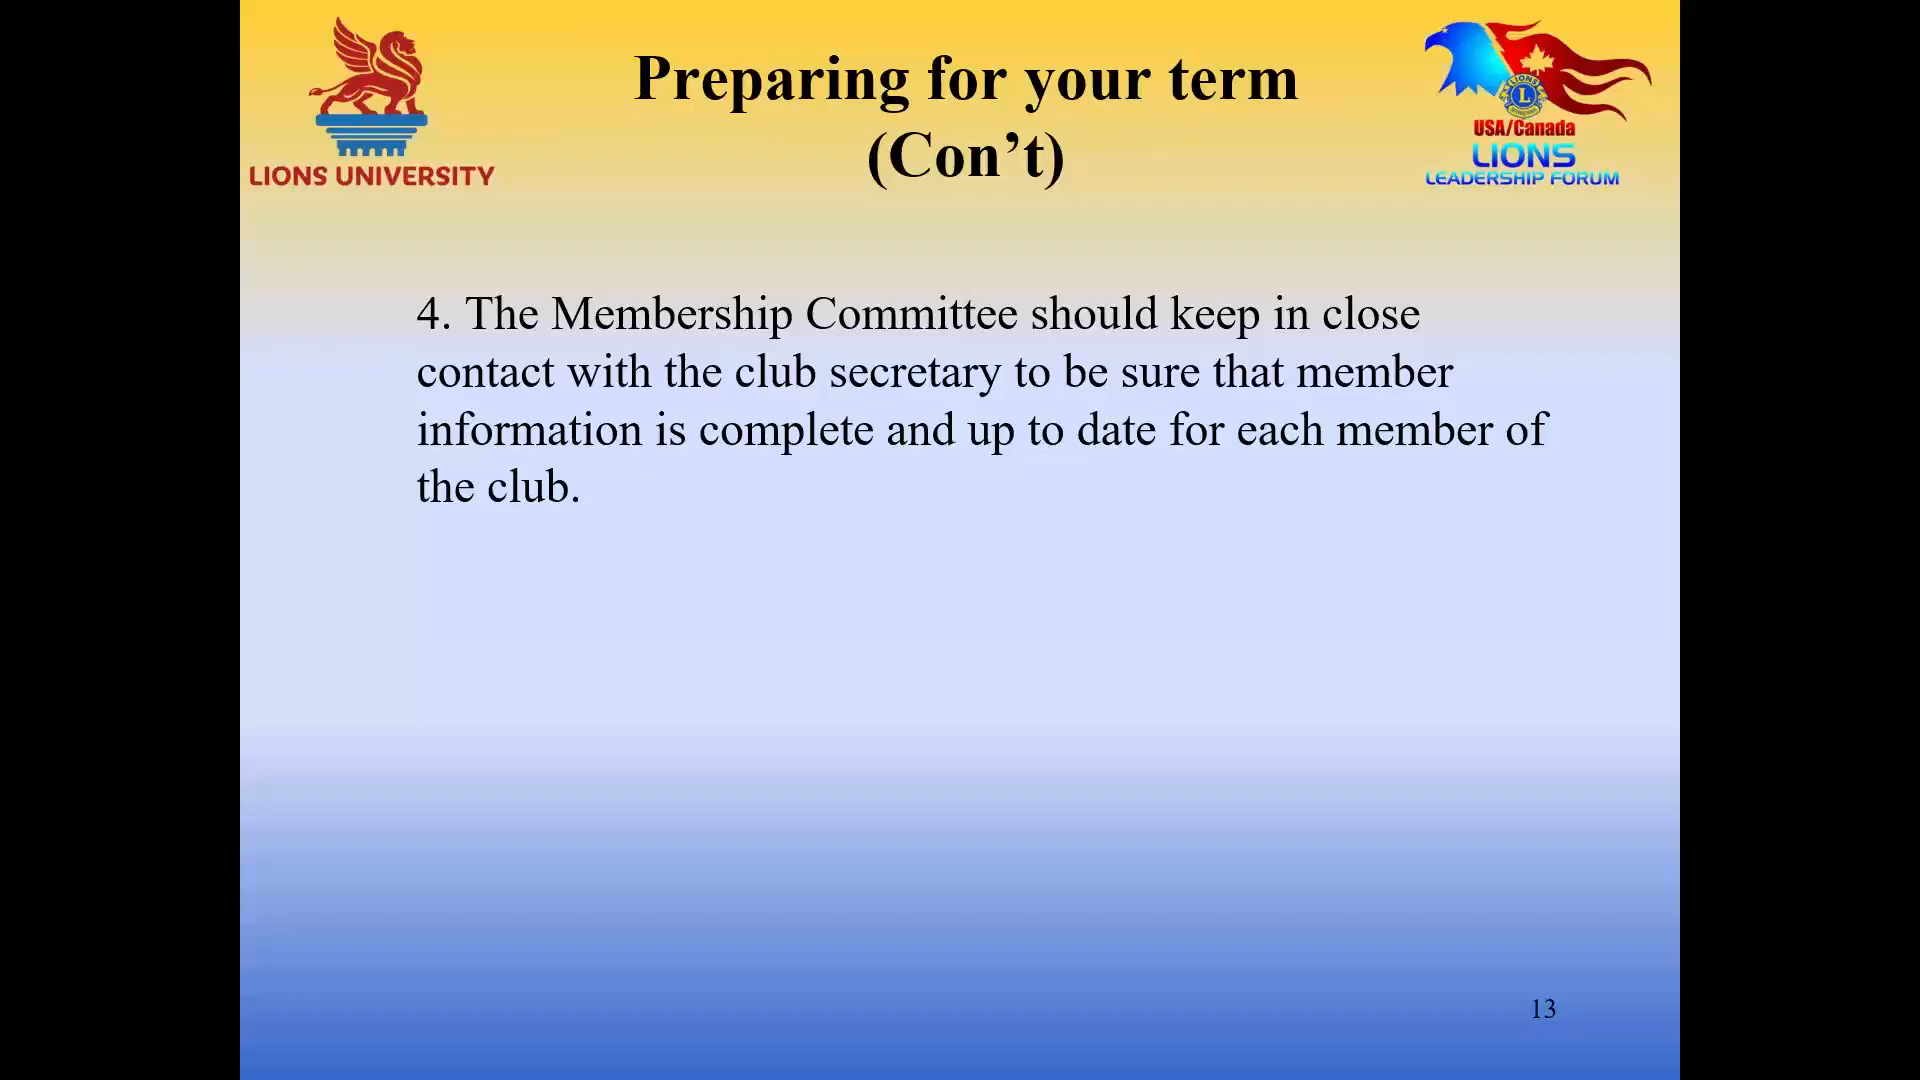 Preparing for your term
(Con’t)
LIONS UNIVERSITY
LIONS
L
USA/Canada
LIONS
LEADERSHIP FORUM
4. The Membership Committee should keep in close
contact with the club secretary to be sure that member
information is complete and up to date for each member of
the club.
13